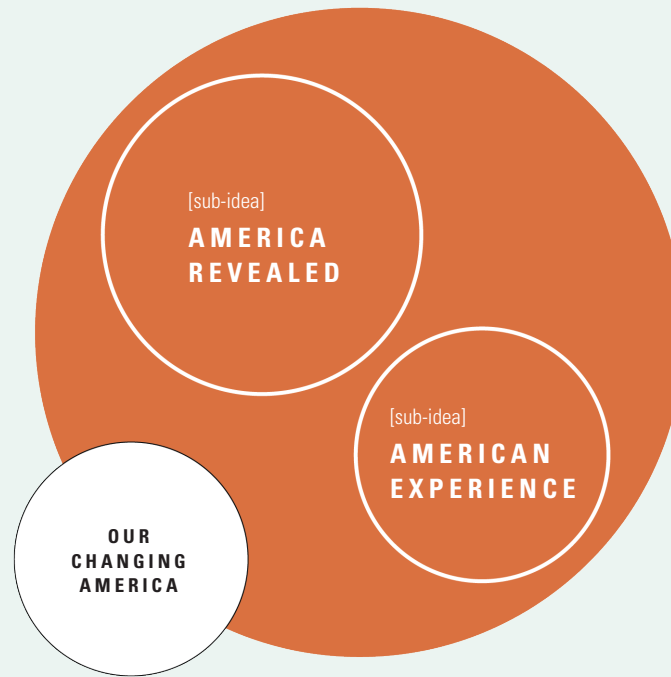 [sub-idea]
AMERICA
REVEALED
[sub-idea]
AMERICAN
EXPERIENCE
OUR
CHANGING
AMERICA